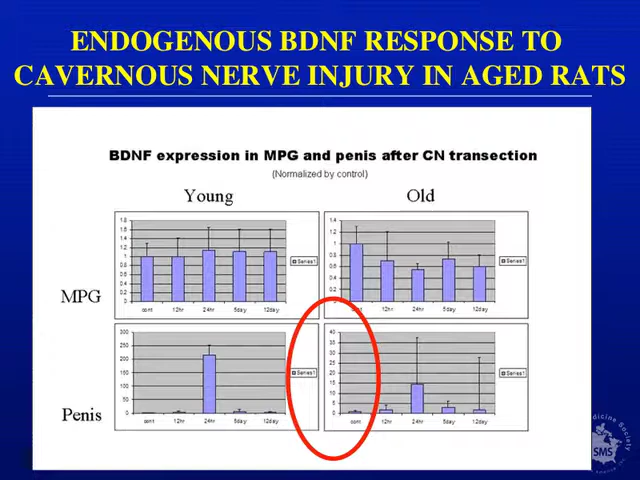 ENDOGENOUS BDNF RESPONSE TO
CAVERNOUS NERVE INJURY IN AGED RATS
BDNF expression in MPG and penis after CN transection
(Normalized by control)
Young
Old
MPG
1.8
1.6
1.4
1.2
1
0.8
0.6
0.4
0.2
0
cont 12hr 24hr 5day 12day
Series1
1.4
1.2
1
0.8
0.6
0.4
0.2
0
cont 12hr 24hr 5day 12day
Series1
Penis
300
250
200
150
100
50
0
cont 12hr 24hr 5day 12day
Series1
40
35
30
25
20
15
10
5
0
cont 12hr 24hr 5day 12day
Series1
SMS